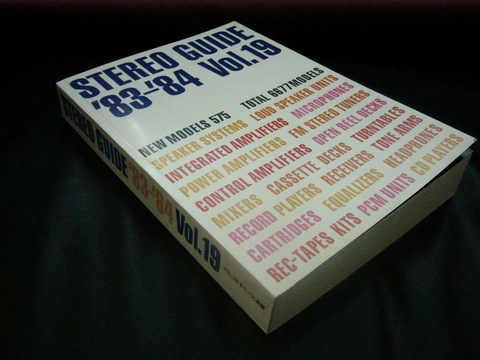 STEREO GUIDE
'83-'84 Vol.19
NEW MODELS 575 TOTAL 6677MODELS
SPEAKER SYSTEMS LOUD SPEAKER UNITS
INTEGRATED AMPLIFIERS MICROPHONES
POWER AMPLIFIERS FM STEREO TUNERS
CONTROL AMPLIFIERS OPEN REEL DECKS
MIXERS CASSETTE DECKS TURNTABLES
RECORD PLAYERS RECEIVERS TONE ARMS
CARTRIDGES EQUALIZERS HEADPHONES
REC-TAPES KITS PCM UNITS CD PLAYERS
STEREO GUIDE '83-'84 Vol.19